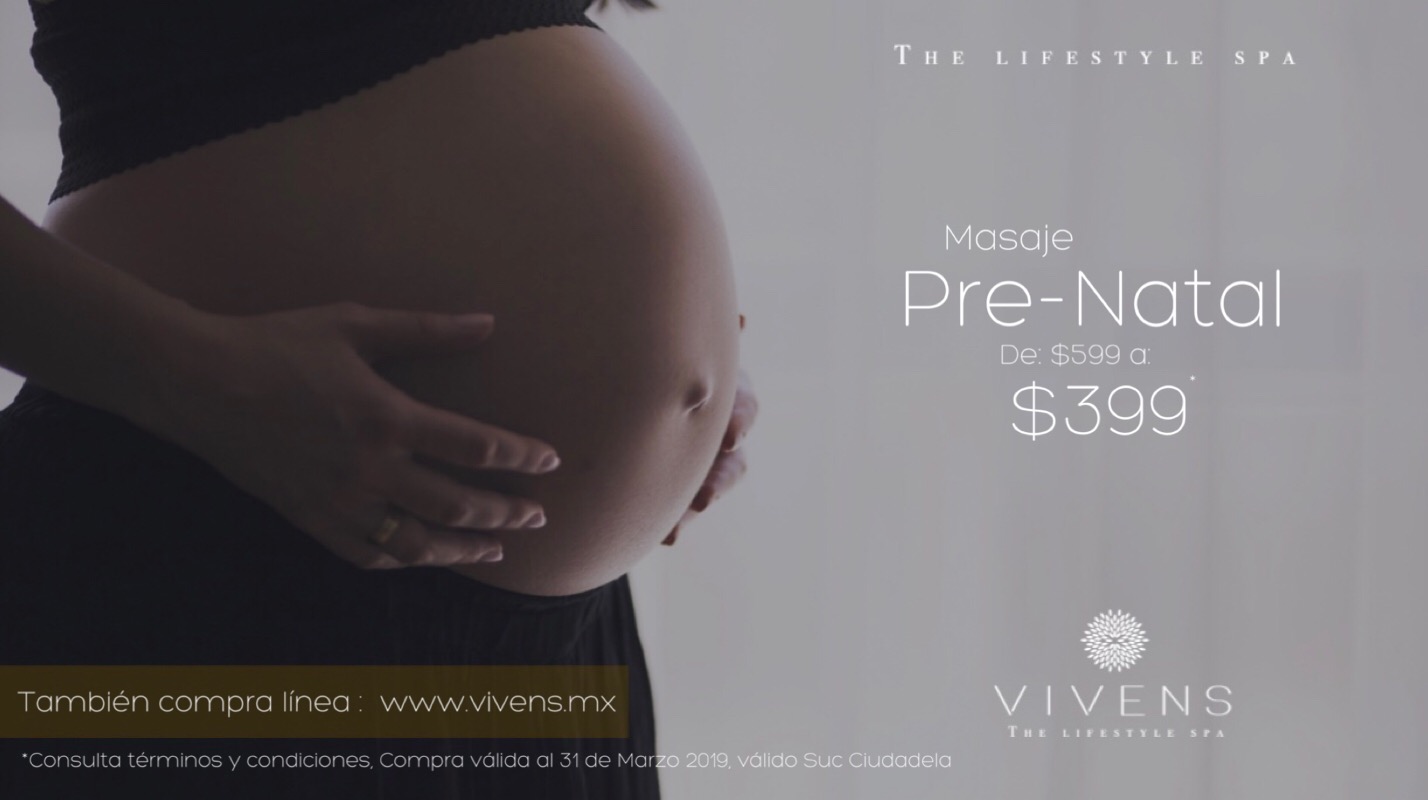 THE LIFESTYLE SPA
Masaje
Pre-Natal
De: $599 a:
$399*
VIVENS
THE LIFESTYLE SPA
También compra línea : www.vivens.mx
*Consulta términos y condiciones, Compra válida al 31 de Marzo 2019, válido Suc Ciudadela